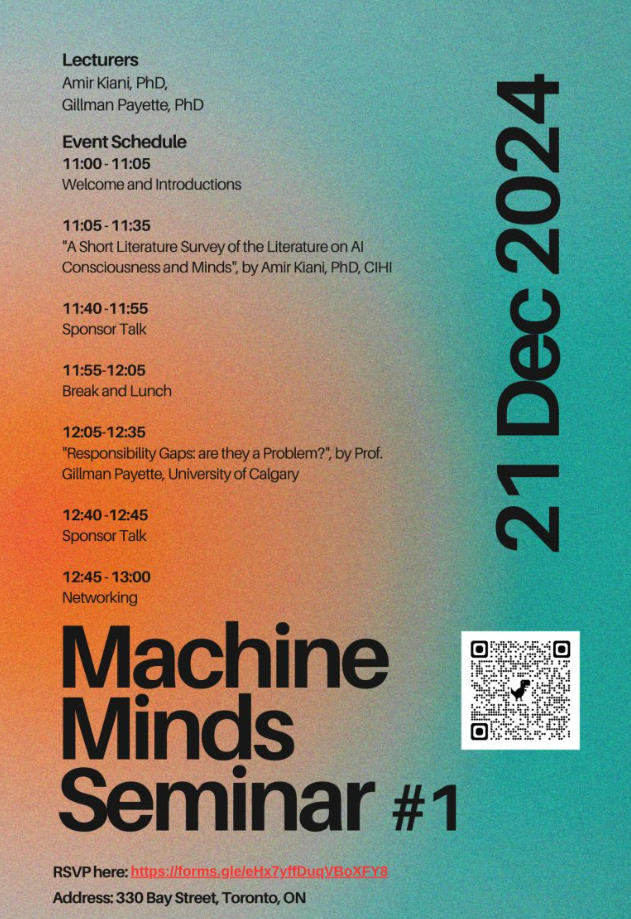 Lecturers
Amir Kiani, PhD,
Gillman Payette, PhD
Event Schedule
11:00 - 11:05
Welcome and Introductions
11:05 - 11:35
"A Short Literature Survey of the Literature on AI
Consciousness and Minds", by Amir Kiani, PhD, CIHI
11:40 -11:55
Sponsor Talk
11:55-12:05
Break and Lunch
12:05-12:35
"Responsibility Gaps: are they a Problem?", by Prof.
Gillman Payette, University of Calgary
12:40 -12:45
Sponsor Talk
12:45 - 13:00
Networking
21 Dec 2024
Machine
Minds
Seminar #1
RSVP here: https://forms.gle/eHx7yffDuqVBoXFY8
Address: 330 Bay Street, Toronto, ON